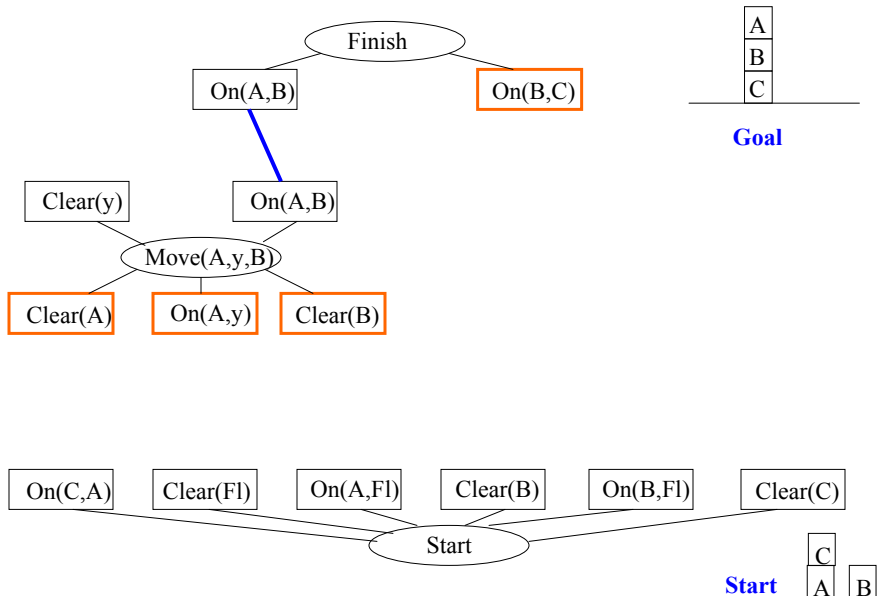 Finish
A
On(A,B)
On(B,C)
B
C
Goal
Clear(y)
On(A,B)
Move(A,y,B)
Clear(A)
On(A,y)
Clear(B)
On(C,A)
Clear(Fl)
On(A,Fl)
Clear(B)
On(B,Fl)
Clear(C)
Start
C
Start
A
B